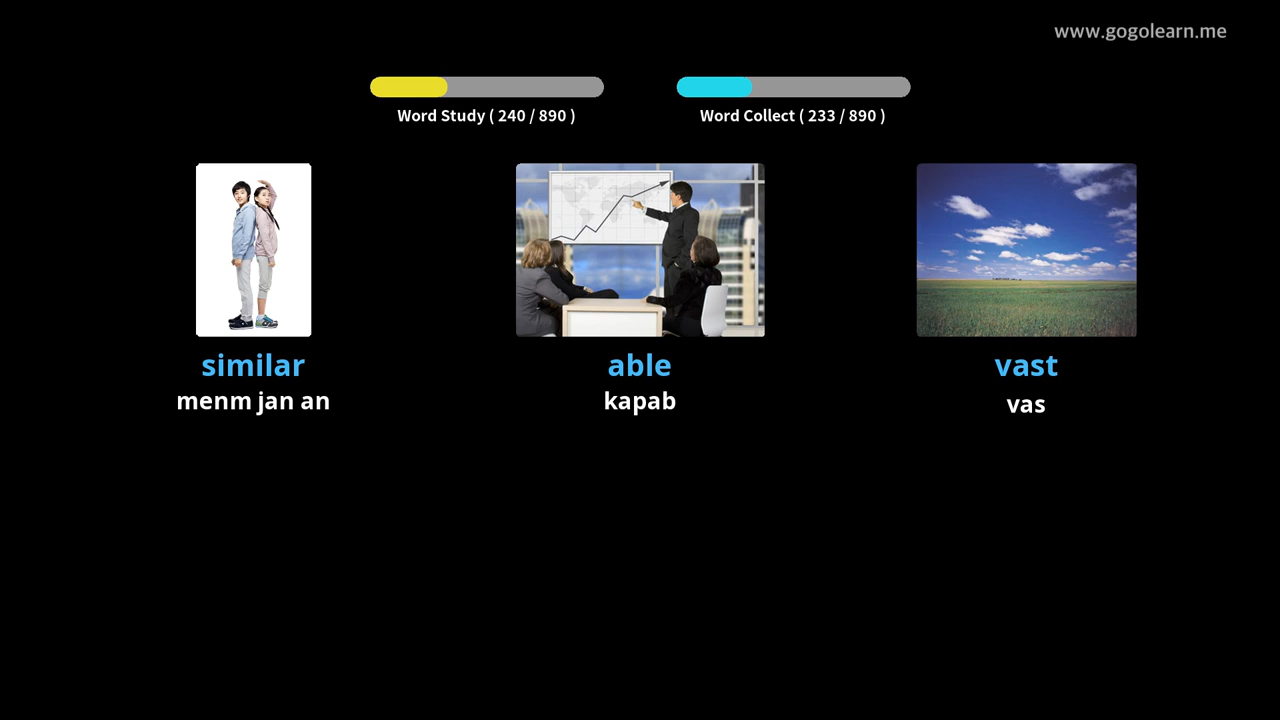 www.gogolearn.me
Word Study ( 240 / 890 )
Word Collect ( 233 / 890 )
similar
menm jan an
able
kapab
vast
vas